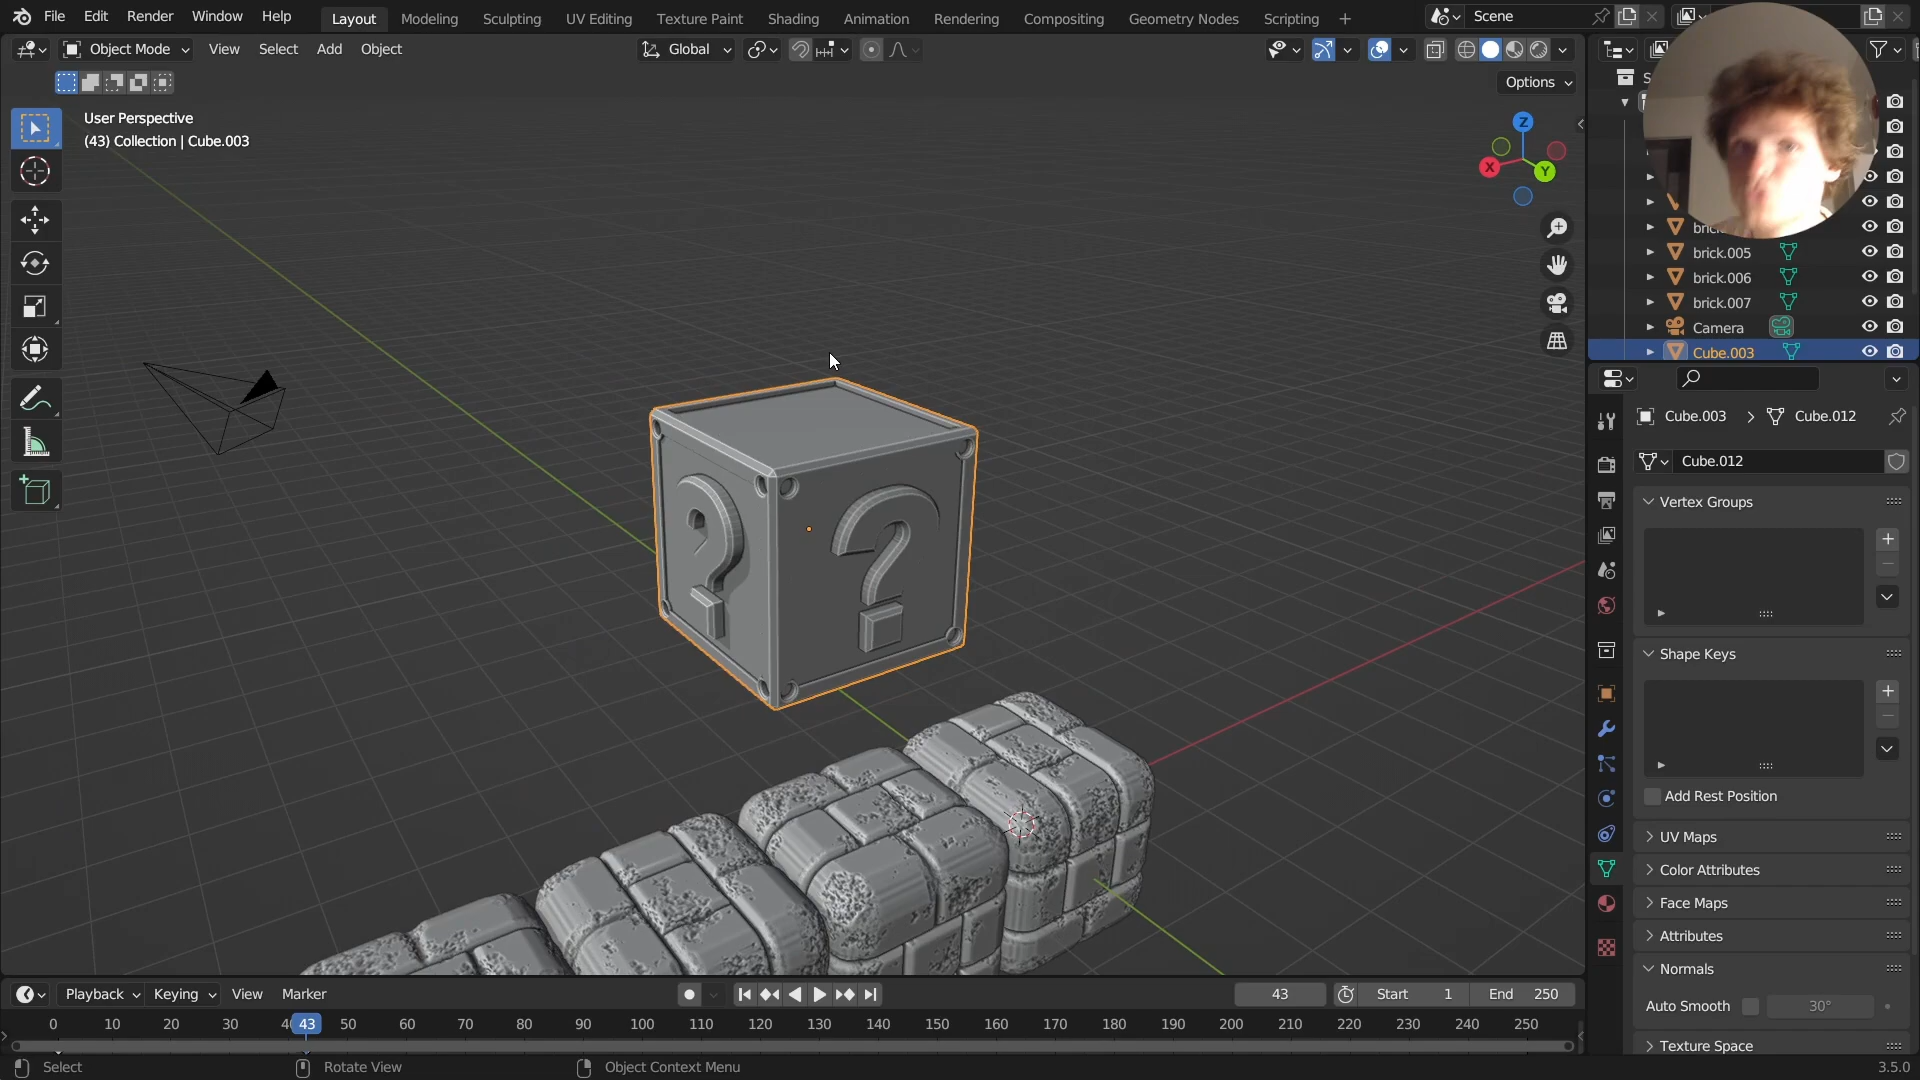 File Edit Render Window Help
Layout Modeling Sculpting UV Editing Texture Paint Shading Animation Rendering Compositing Geometry Nodes Scripting +
Scene
Object Mode View Select Add Object
Global
Options
User Perspective
(43) Collection | Cube.003
Z
X
Y
?
?
brick.005
brick.006
brick.007
Camera
Cube.003
Cube.003 > Cube.012
Cube.012
Vertex Groups
Shape Keys
Add Rest Position
UV Maps
Color Attributes
Face Maps
Attributes
Normals
Auto Smooth 30°
Texture Space
Playback Keying View Marker
43 Start 1 End 250
0 10 20 30 43 50 60 70 80 90 100 110 120 130 140 150 160 170 180 190 200 210 220 230 240 250
Select Rotate View Object Context Menu 3.5.0